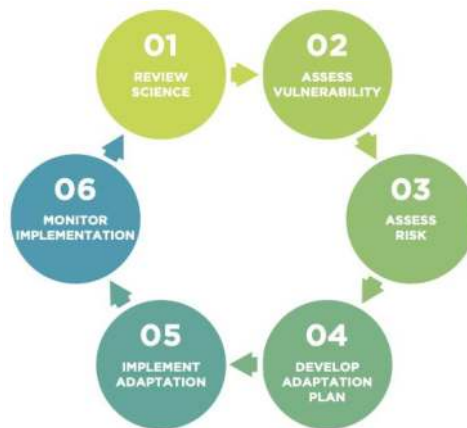 01
REVIEW
SCIENCE
02
ASSESS
VULNERABILITY
03
ASSESS
RISK
04
DEVELOP
ADAPTATION
PLAN
05
IMPLEMENT
ADAPTATION
06
MONITOR
IMPLEMENTATION